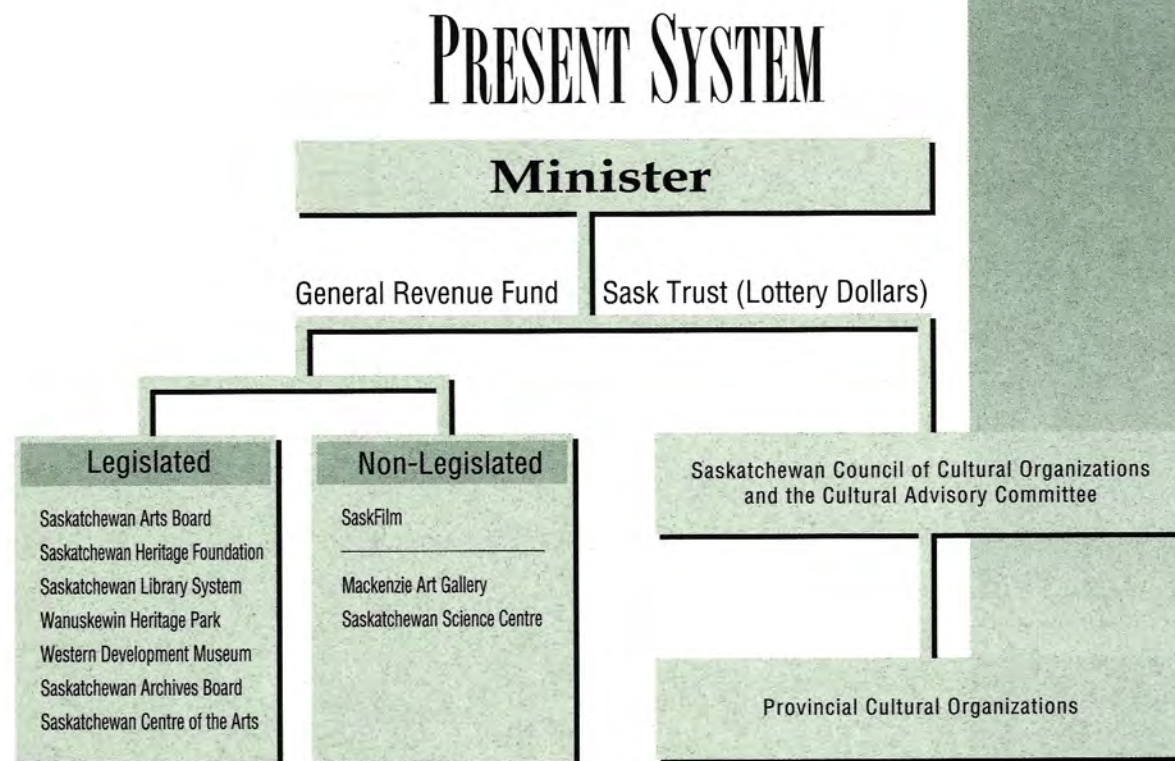 PRESENT SYSTEM
Minister
General Revenue Fund
Sask Trust (Lottery Dollars)
Legislated
Saskatchewan Arts Board
Saskatchewan Heritage Foundation
Saskatchewan Library System
Wanuskewin Heritage Park
Western Development Museum
Saskatchewan Archives Board
Saskatchewan Centre of the Arts
Non-Legislated
SaskFilm
Mackenzie Art Gallery
Saskatchewan Science Centre
Saskatchewan Council of Cultural Organizations
and the Cultural Advisory Committee
Provincial Cultural Organizations